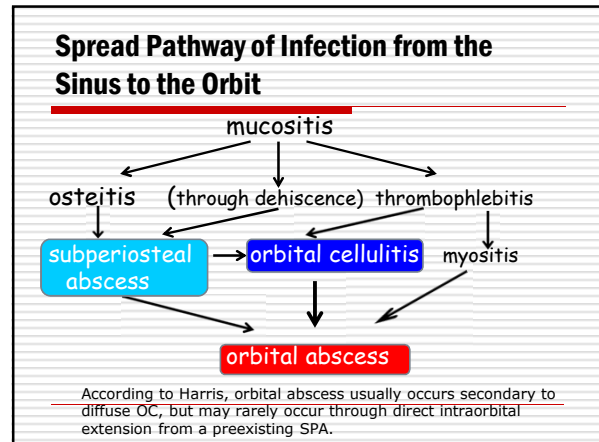 Spread Pathway of Infection from the
Sinus to the Orbit
mucositis
osteitis (through dehiscence) thrombophlebitis
subperiosteal orbital cellulitis myositis
abscess
orbital abscess
According to Harris, orbital abscess usually occurs secondary to
diffuse OC, but may rarely occur through direct intraorbital
extension from a preexisting SPA.